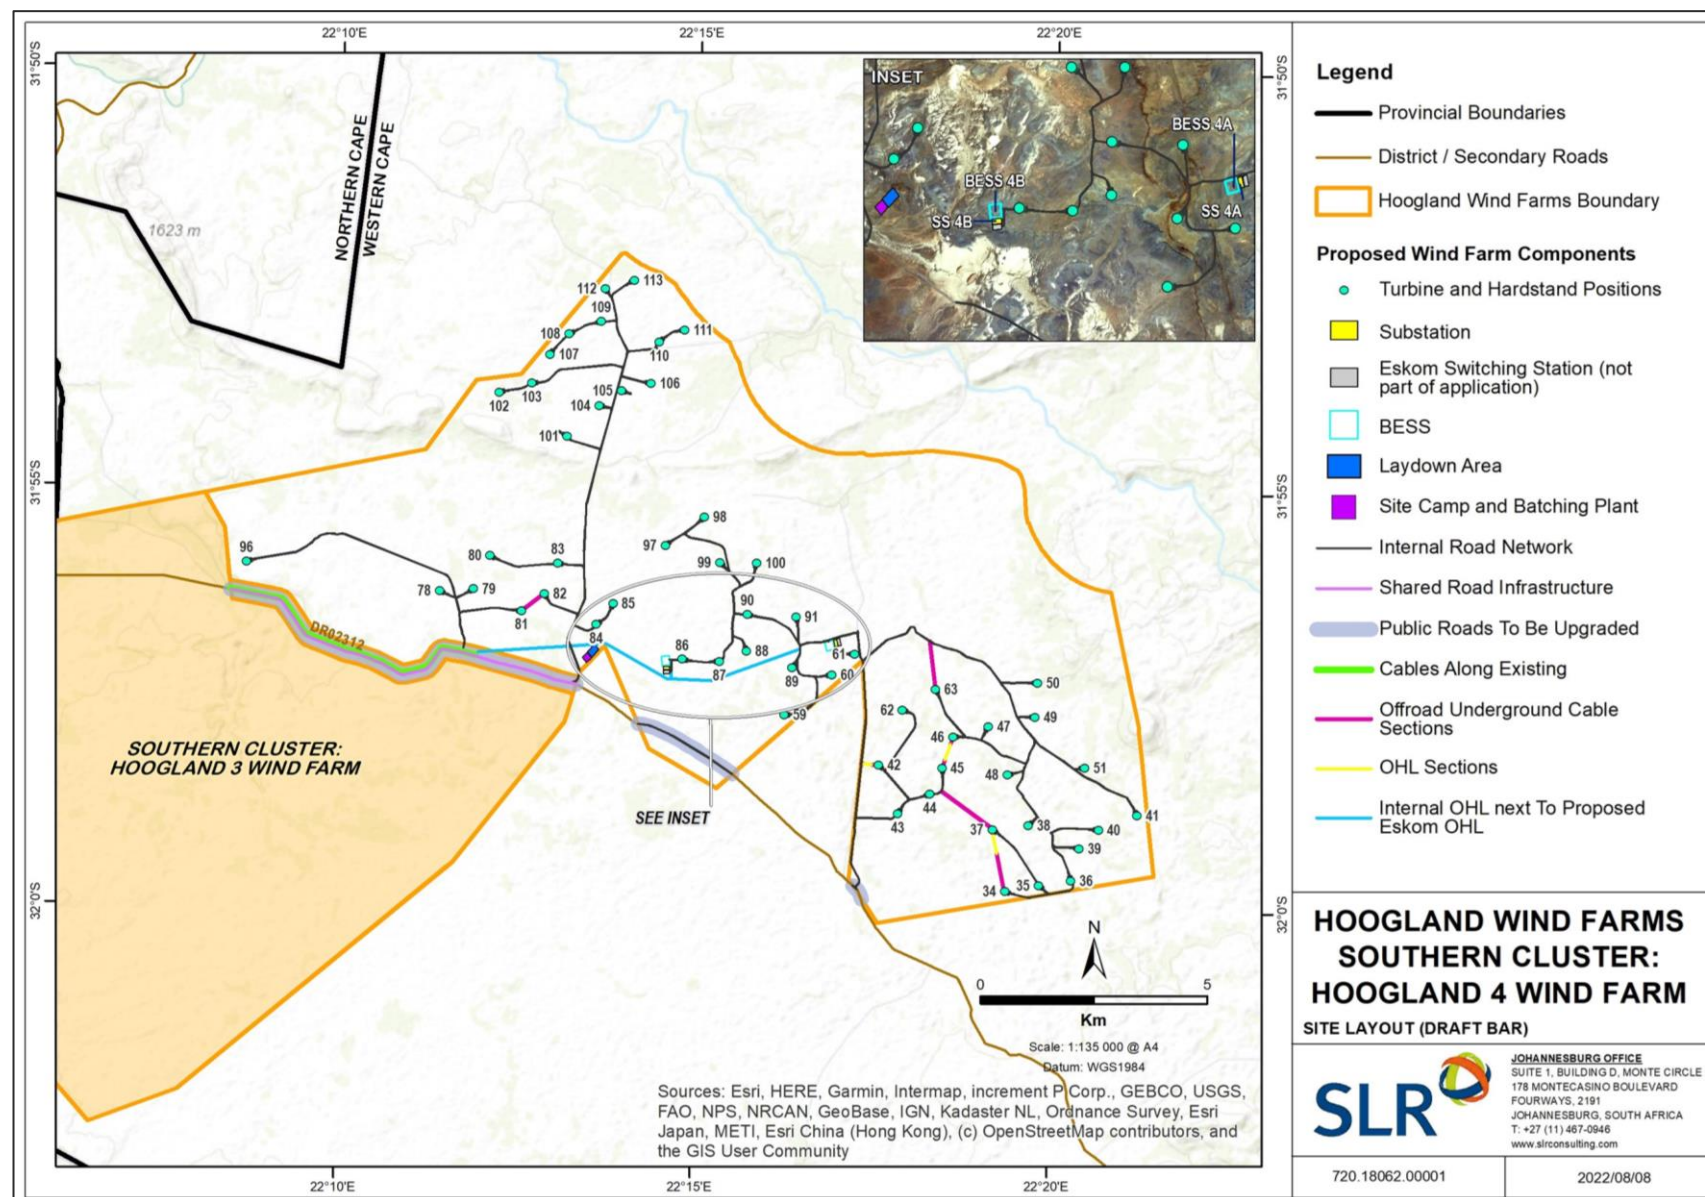 22°10'E
22°15'E
22°20'E
31°50'S
31°50'S
NORTHERN CAPE
WESTERN CAPE
1623 m
INSET
BESS 4A
BESS 4B
SS 4A
SS 4B
112
113
109
108
111
107
110
106
105
103
102
104
101
31°55'S
31°55'S
98
97
96
80
83
99
100
78
79
82
85
81
90
91
DR02312
84
86
88
61
87
89
60
59
50
63
62
49
47
46
42
45
48
51
44
43
37
38
40
41
39
34
35
36
SOUTHERN CLUSTER:
HOOGLAND 3 WIND FARM
SEE INSET
32°0'S
32°0'S
N
0
5
Km
Scale: 1:135 000 @ A4
Datum: WGS1984
Sources: Esri, HERE, Garmin, Intermap, increment P Corp., GEBCO, USGS,
FAO, NPS, NRCAN, GeoBase, IGN, Kadaster NL, Ordnance Survey, Esri
Japan, METI, Esri China (Hong Kong), (c) OpenStreetMap contributors, and
the GIS User Community
22°10'E
22°15'E
22°20'E
Legend
Provincial Boundaries
District / Secondary Roads
Hoogland Wind Farms Boundary
Proposed Wind Farm Components
Turbine and Hardstand Positions
Substation
Eskom Switching Station (not
part of application)
BESS
Laydown Area
Site Camp and Batching Plant
Internal Road Network
Shared Road Infrastructure
Public Roads To Be Upgraded
Cables Along Existing
Offroad Underground Cable
Sections
OHL Sections
Internal OHL next To Proposed
Eskom OHL
HOOGLAND WIND FARMS
SOUTHERN CLUSTER:
HOOGLAND 4 WIND FARM
SITE LAYOUT (DRAFT BAR)
SLR
JOHANNESBURG OFFICE
SUITE 1, BUILDING D, MONTE CIRCLE
178 MONTECASINO BOULEVARD
FOURWAYS, 2191
JOHANNESBURG, SOUTH AFRICA
T: +27 (11) 467-0946
www.slrconsulting.com
720.18062.00001
2022/08/08